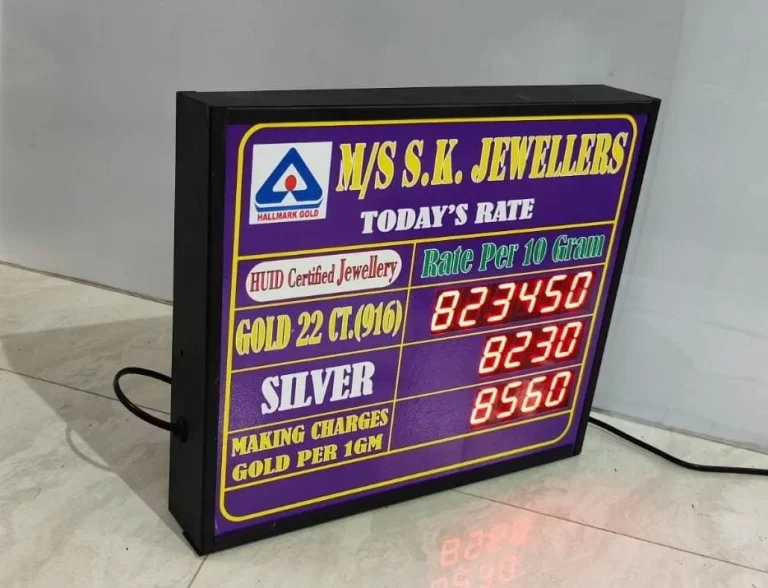 M/S S.K. JEWELLERS
HALLMARK GOLD
TODAY'S RATE
HUID Certified Jewellery
Rate Per 10 Gram
GOLD 22 CT.(916)
823450
SILVER
8230
MAKING CHARGES
GOLD PER 1GM
8560